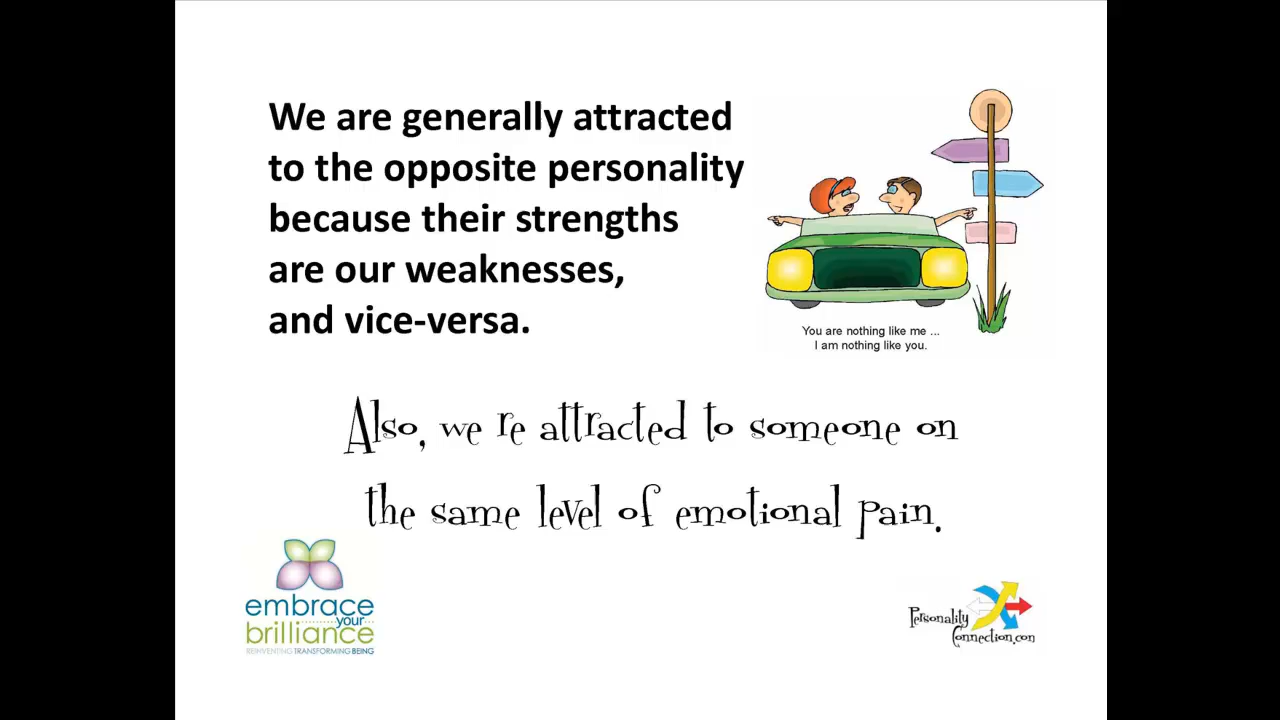 We are generally attracted
to the opposite personality
because their strengths
are our weaknesses,
and vice-versa.
You are nothing like me ...
I am nothing like you.
Also, we re attracted to someone on
the same level of emotional pain.
embrace
your
brilliance
REINVENTING TRANSFORMING BEING
Personality
Connection.com